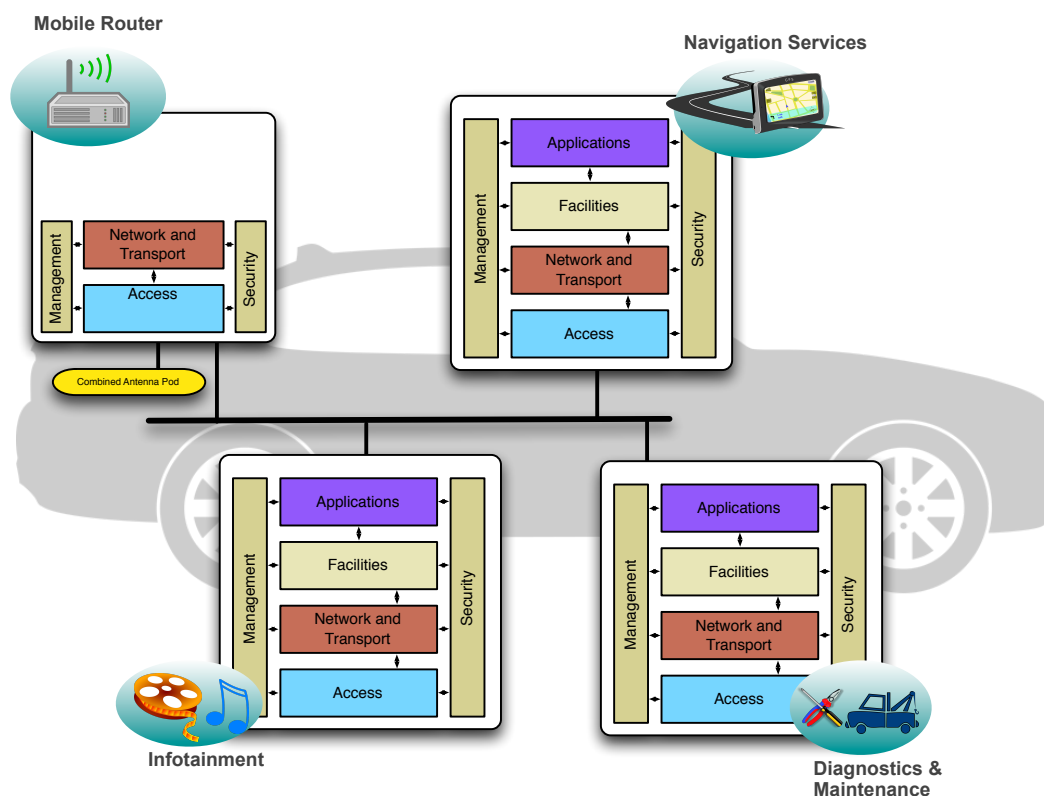 Mobile Router
Navigation Services
Applications
Facilities
Network and
Transport
Access
Management
Security
Network and
Transport
Access
Management
Security
Combined Antenna Pod
Applications
Facilities
Network and
Transport
Access
Management
Security
Infotainment
Applications
Facilities
Network and
Transport
Access
Management
Security
Diagnostics &
Maintenance